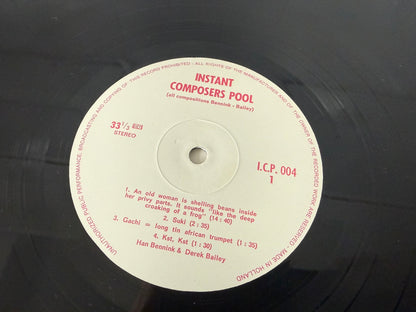 UNAUTHORIZED PUBLIC PERFORMANCE, BROADCASTING AND COPYING OF THIS RECORD PROHIBITED - ALL RIGHTS OF THE MANUFACTURER AND OF THE OWNER OF THE RECORDED WORK ARE RESERVED - MADE IN HOLLAND
INSTANT
COMPOSERS POOL
(all compositions Bennink - Bailey)
33 1/3
STEREO
I.C.P. 004
1
1. An old woman is shelling beans inside
her privy parts. It sounds "like the deep
croaking of a frog" (14:40)
2. Suki (2:35)
3. Gachi = long tin african trumpet (1:35)
4. Kst, Kst (1:30)
Han Bennink & Derek Bailey